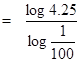 = log 4.25 / log 1/100